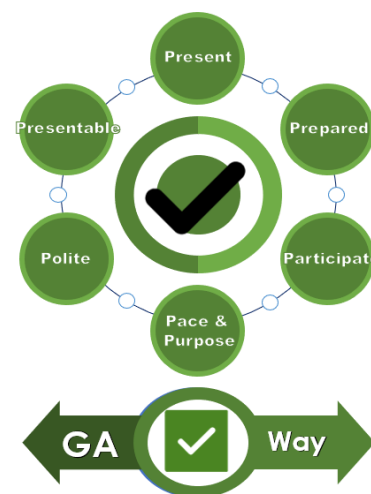 Present
Presentable
Prepared
Polite
Participat
Pace &
Purpose
GA Way